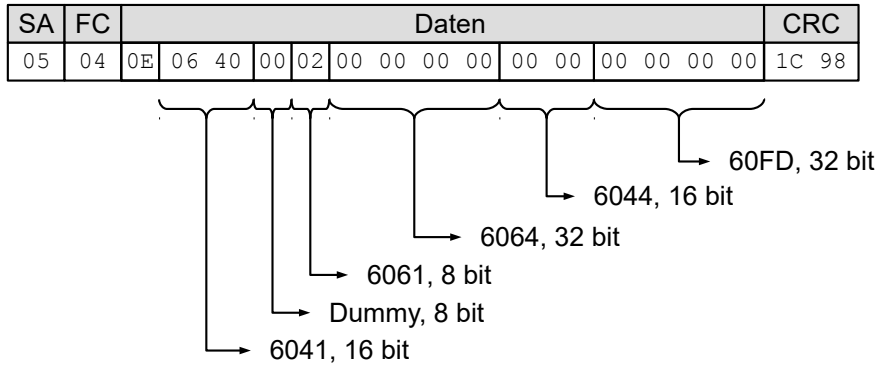 SA FC Daten CRC
05 04 0E 06 40 00 02 00 00 00 00 00 00 00 00 00 00 1C 98
60FD, 32 bit
6044, 16 bit
6064, 32 bit
6061, 8 bit
Dummy, 8 bit
6041, 16 bit